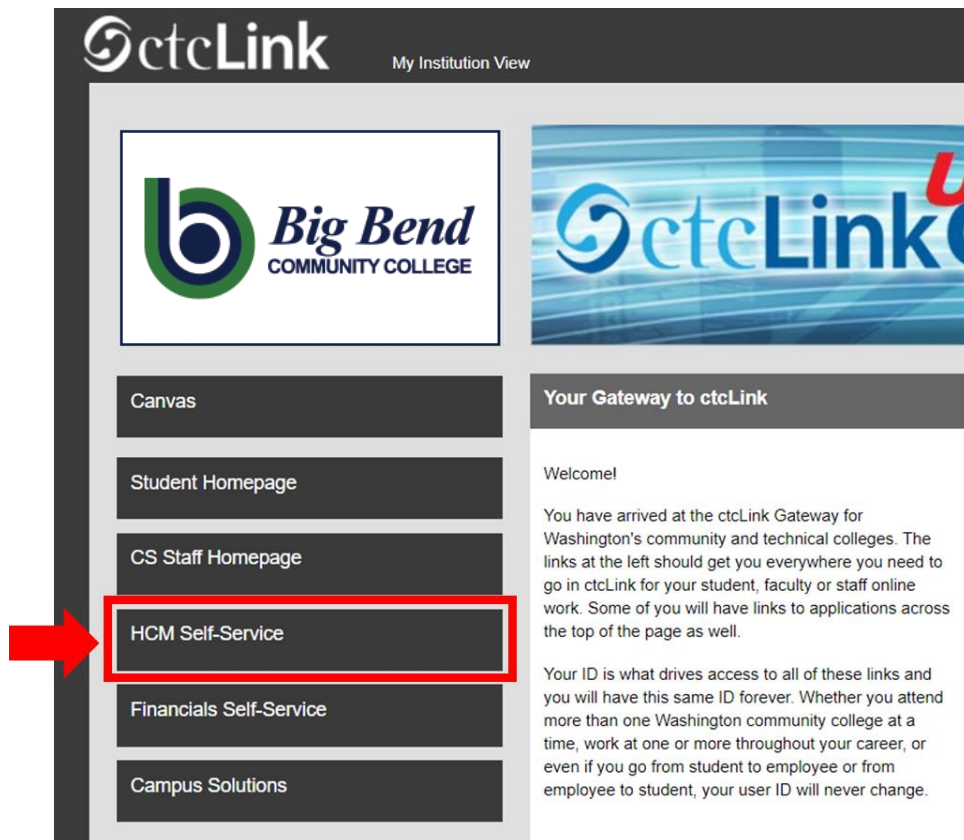 ctcLink
My Institution View
Big Bend
COMMUNITY COLLEGE
ctcLink
Canvas
Student Homepage
CS Staff Homepage
HCM Self-Service
Financials Self-Service
Campus Solutions
Your Gateway to ctcLink
Welcome!
You have arrived at the ctcLink Gateway for
Washington's community and technical colleges. The
links at the left should get you everywhere you need to
go in ctcLink for your student, faculty or staff online
work. Some of you will have links to applications across
the top of the page as well.
Your ID is what drives access to all of these links and
you will have this same ID forever. Whether you attend
more than one Washington community college at a
time, work at one or more throughout your career, or
even if you go from student to employee or from
employee to student, your user ID will never change.